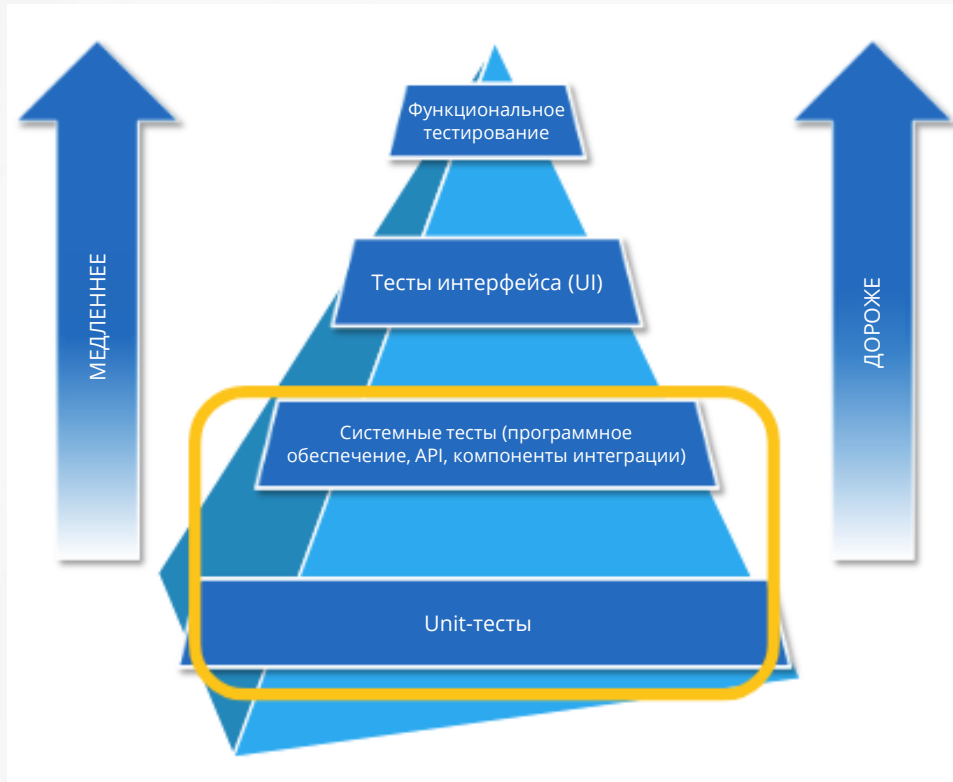 Функциональное
тестирование
Тесты интерфейса (UI)
МЕДЛЕННЕЕ
ДОРОЖЕ
Системные тесты (программное
обеспечение, API, компоненты интеграции)
Unit-тесты